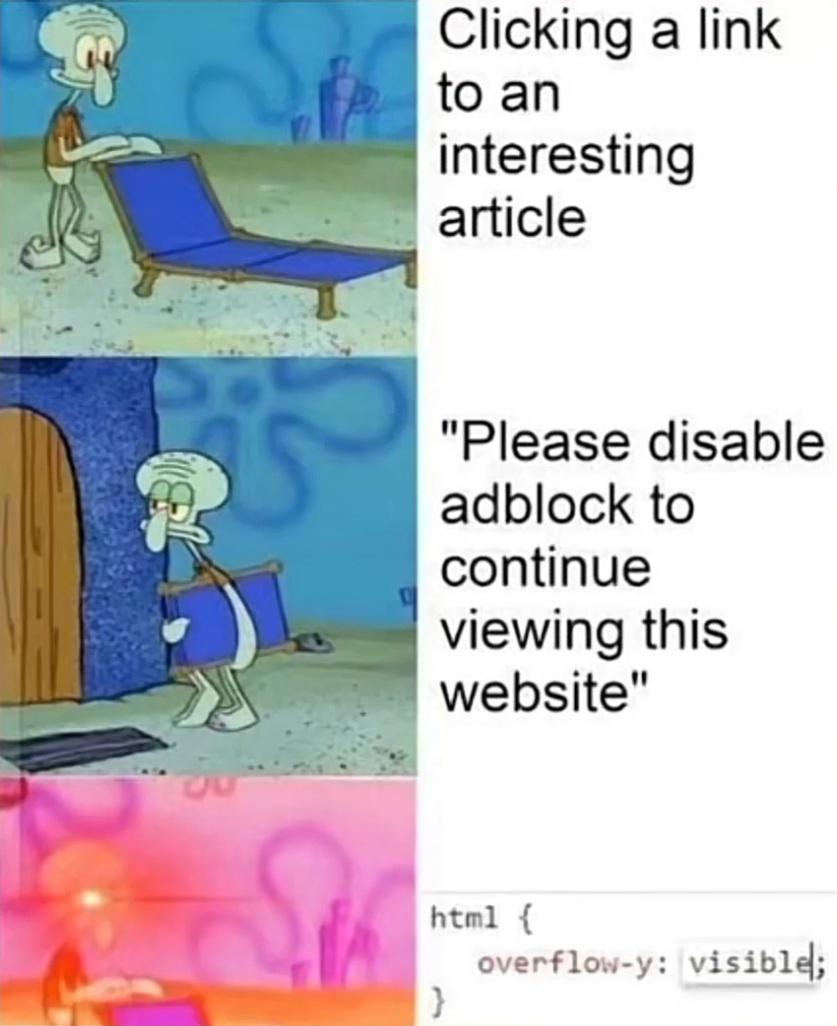 Clicking a link
to an
interesting
article
"Please disable
adblock to
continue
viewing this
website"
html {
overflow-y: visible;
}